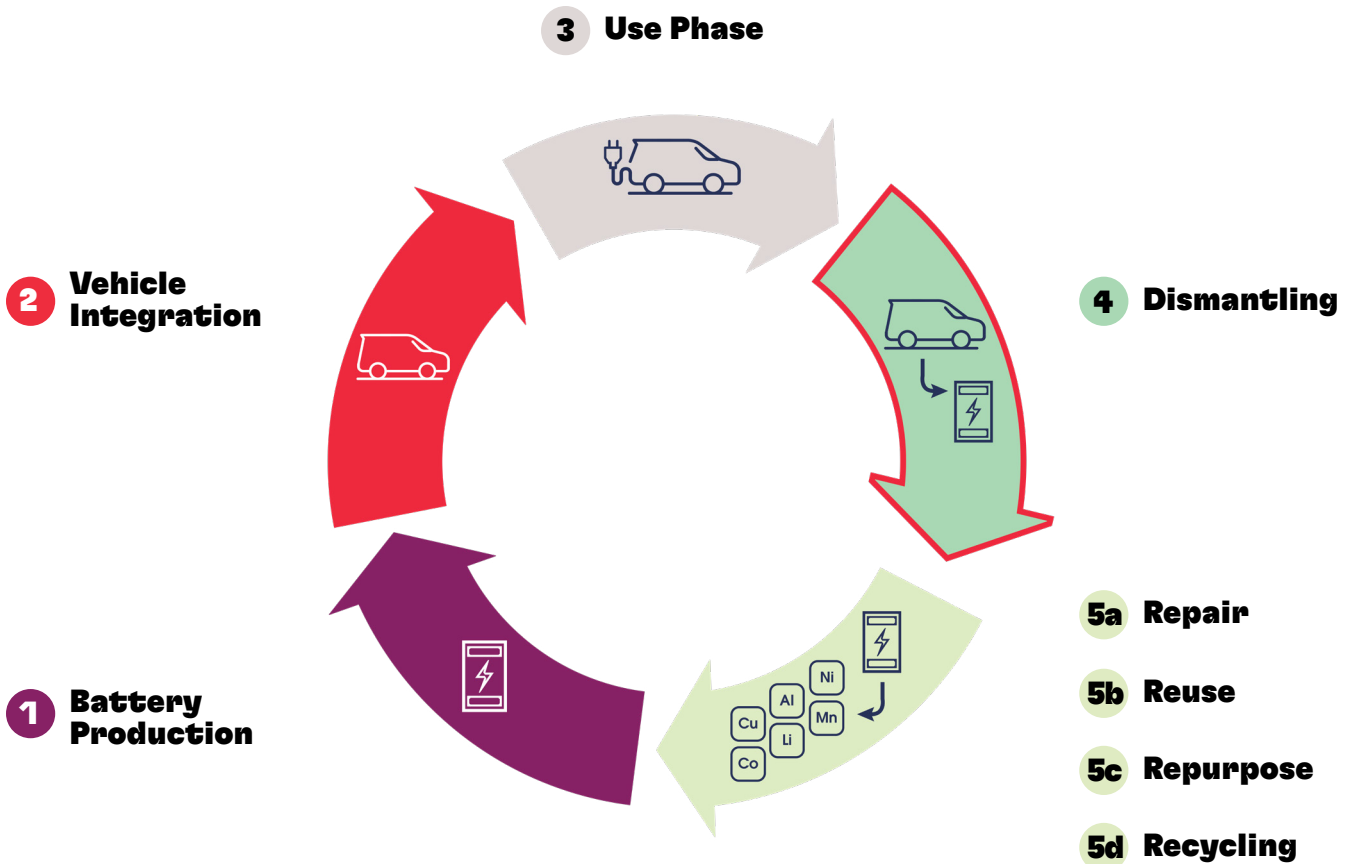 3 Use Phase
2 Vehicle
Integration
4 Dismantling
1 Battery
Production
5a Repair
5b Reuse
5c Repurpose
5d Recycling
Ni
Al
Mn
Cu
Li
Co